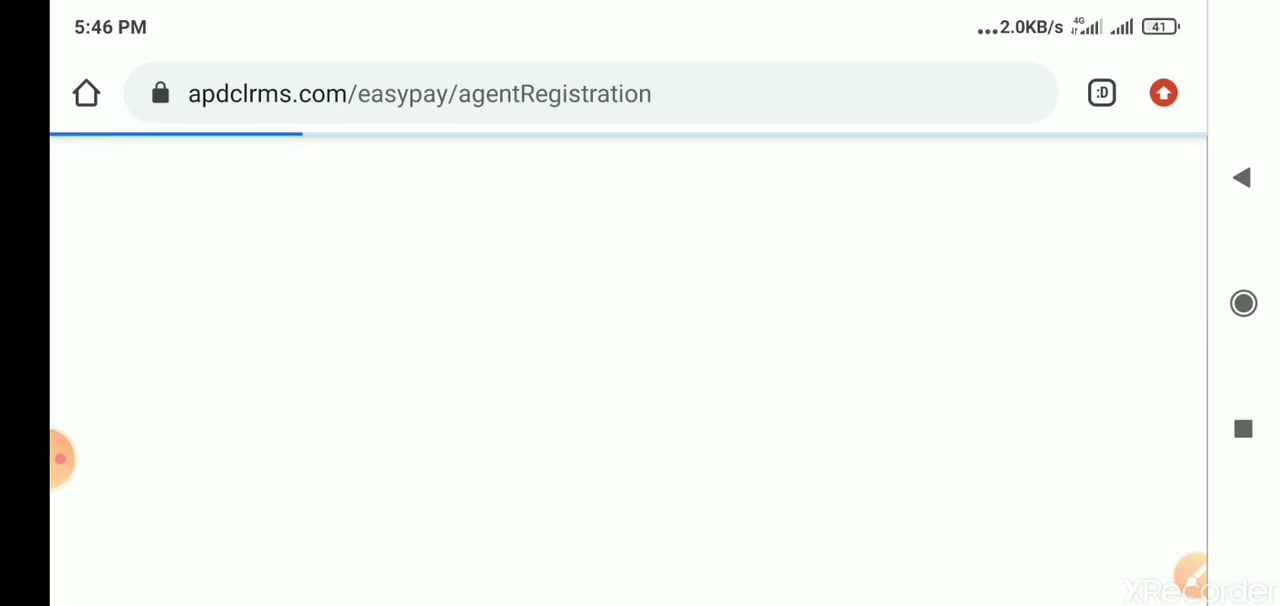 5:46 PM
...2.0KB/s 4G 41
apdclrms.com/easypay/agentRegistration
:D
XRecorder